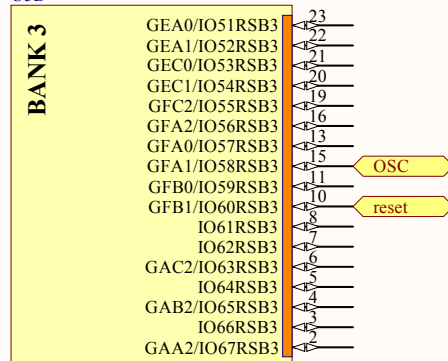 BANK 3
GEA0/IO51RSB3 23
GEA1/IO52RSB3 22
GEC0/IO53RSB3 21
GEC1/IO54RSB3 20
GFC2/IO55RSB3 19
GFA2/IO56RSB3 16
GFA0/IO57RSB3 13
GFA1/IO58RSB3 15 OSC
GFB0/IO59RSB3 11
GFB1/IO60RSB3 10 reset
IO61RSB3 8
IO62RSB3 7
GAC2/IO63RSB3 6
IO64RSB3 5
GAB2/IO65RSB3 4
IO66RSB3 3
GAA2/IO67RSB3 2